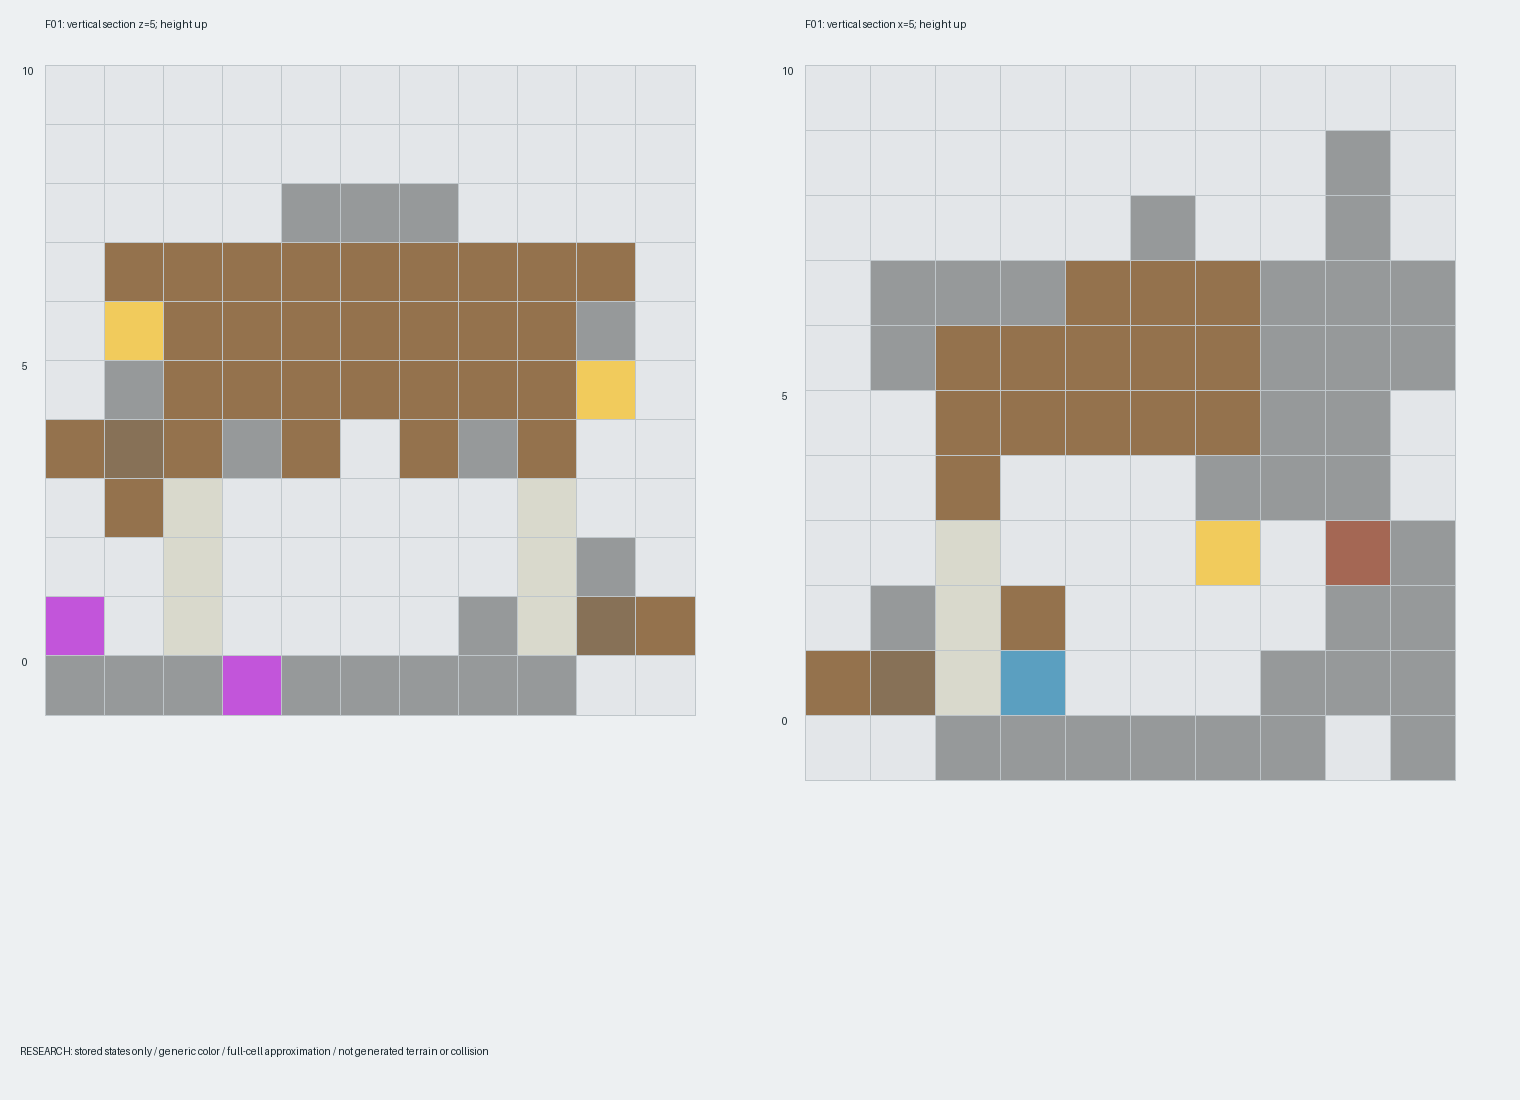 F01: vertical section z=5; height up
F01: vertical section x=5; height up
10
10
5
5
0
0
RESEARCH: stored states only / generic color / full-cell approximation / not generated terrain or collision